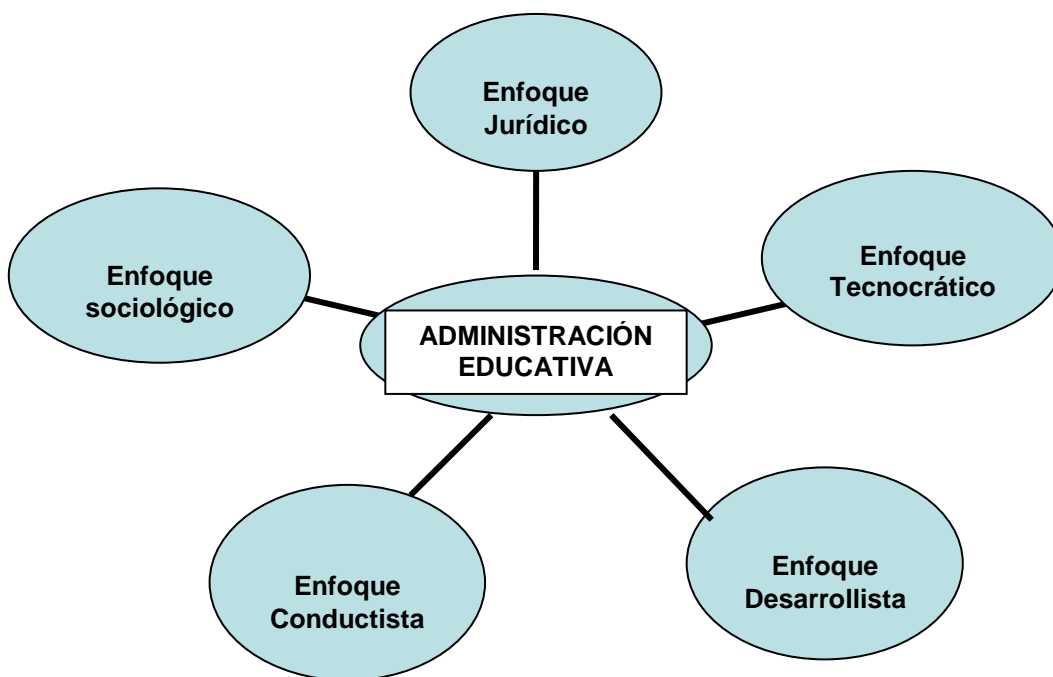 Enfoque
Jurídico
Enfoque
Tecnocrático
Enfoque
sociológico
ADMINISTRACIÓN
EDUCATIVA
Enfoque
Desarrollista
Enfoque
Conductista